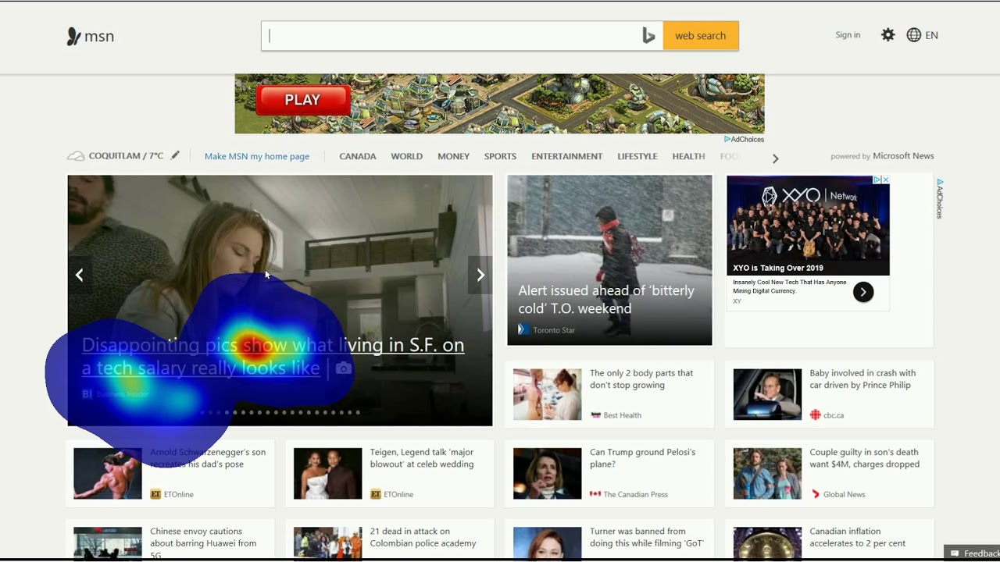 msn
web search
Sign in
EN
PLAY
AdChoices
COQUITLAM / 7°C
Make MSN my home page
CANADA
WORLD
MONEY
SPORTS
ENTERTAINMENT
LIFESTYLE
HEALTH
FOO
powered by Microsoft News
Disappointing pics show what living in S.F. on
a tech salary really looks like
BI Business Insider
Alert issued ahead of ‘bitterly
cold’ T.O. weekend
Toronto Star
XYO | Network
XYO is Taking Over 2019
Insanely Cool New Tech That Has Anyone
Mining Digital Currency.
XY
AdChoices
The only 2 body parts that
don't stop growing
Best Health
Baby involved in crash with
car driven by Prince Philip
cbc.ca
Arnold Schwarzenegger's son
recreates his dad's pose
ET ETOnline
Teigen, Legend talk ‘major
blowout’ at celeb wedding
ET ETOnline
Can Trump ground Pelosi's
plane?
The Canadian Press
Couple guilty in son's death
want $4M, charges dropped
Global News
Chinese envoy cautions
about barring Huawei from
5G
21 dead in attack on
Colombian police academy
Turner was banned from
doing this while filming ‘GoT’
Canadian inflation
accelerates to 2 per cent
Feedback